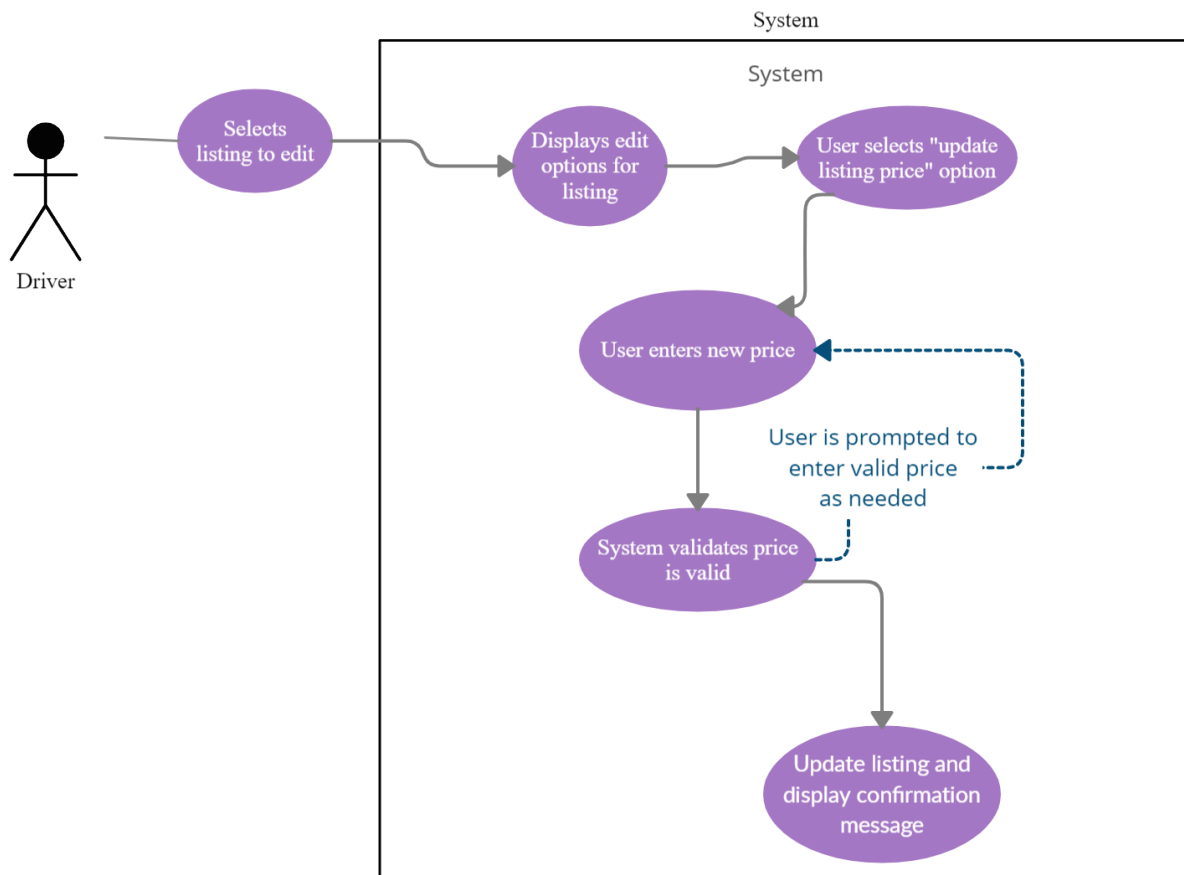 System
System
Selects
listing to edit
Displays edit
options for
listing
User selects "update
listing price" option
Driver
User enters new price
User is prompted to
enter valid price
as needed
System validates price
is valid
Update listing and
display confirmation
message